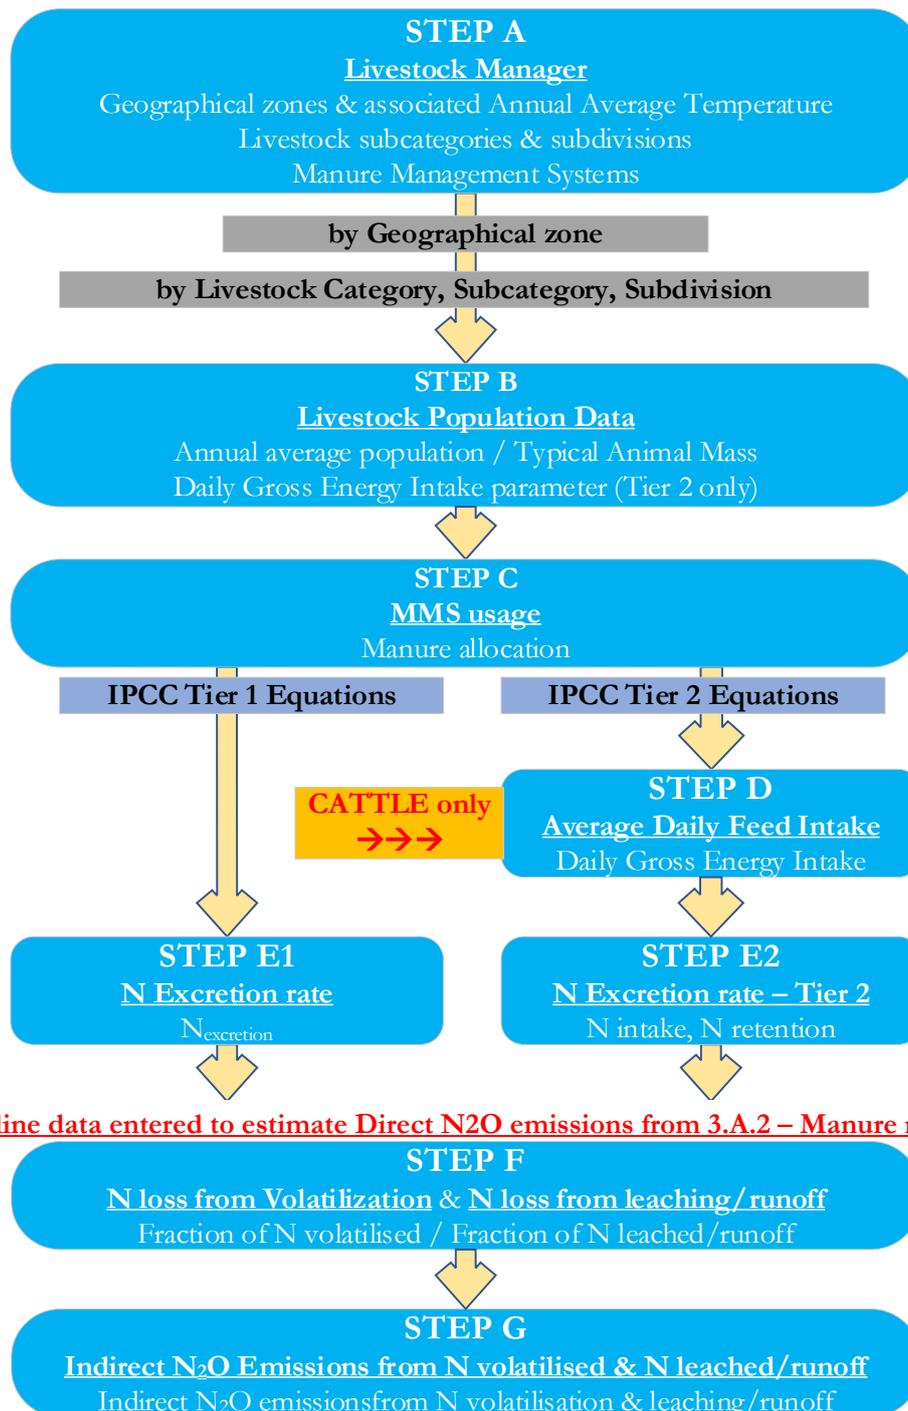 STEP A
Livestock Manager
Geographical zones & associated Annual Average Temperature
Livestock subcategories & subdivisions
Manure Management Systems
by Geographical zone
by Livestock Category, Subcategory, Subdivision
STEP B
Livestock Population Data
Annual average population / Typical Animal Mass
Daily Gross Energy Intake parameter (Tier 2 only)
STEP C
MMS usage
Manure allocation
IPCC Tier 1 Equations
IPCC Tier 2 Equations
CATTLE only
→→→
STEP D
Average Daily Feed Intake
Daily Gross Energy Intake
STEP E1
N Excretion rate
Nexcretion
STEP E2
N Excretion rate – Tier 2
N intake, N retention
line data entered to estimate Direct N2O emissions from 3.A.2 – Manure
STEP F
N loss from Volatilization & N loss from leaching/runoff
Fraction of N volatilised / Fraction of N leached/runoff
STEP G
Indirect N₂O Emissions from N volatilised & N leached/runoff
Indirect N₂O emissionsfrom N volatilisation & leaching/runoff